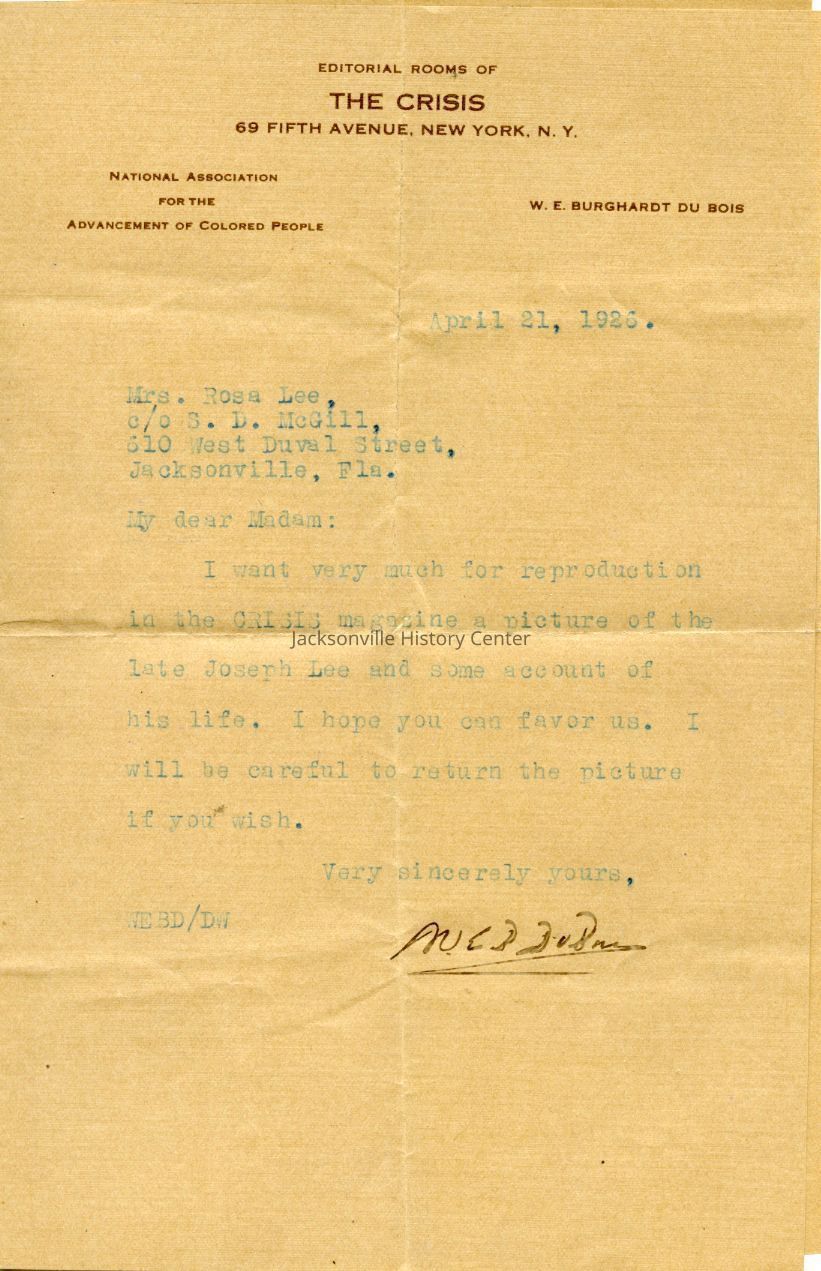 EDITORIAL ROOMS OF
THE CRISIS
69 FIFTH AVENUE, NEW YORK, N. Y.
NATIONAL ASSOCIATION
FOR THE
ADVANCEMENT OF COLORED PEOPLE
W. E. BURGHARDT DU BOIS
April 21, 1926.
Mrs. Rosa Lee,
c/o S. D. McGill,
610 West Duval Street,
Jacksonville, Fla.
My dear Madam:
I want very much for reproduction
in the CRISIS magazine a picture of the
Jacksonville History Center
late Joseph Lee and some account of
his life. I hope you can favor us. I
will be careful to return the picture
if you wish.
Very sincerely yours,
WEBD/DW
W. E. B. DuBois